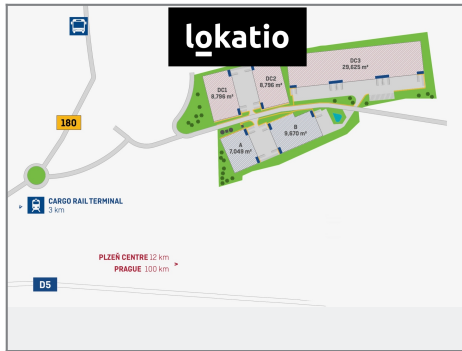 lokatio
DC3
29,625 m²
DC2
8,796 m²
DC1
8,796 m²
180
B
9,670 m²
A
7,049 m²
CARGO RAIL TERMINAL
3 km
PLZEŇ CENTRE 12 km
PRAGUE 100 km
D5